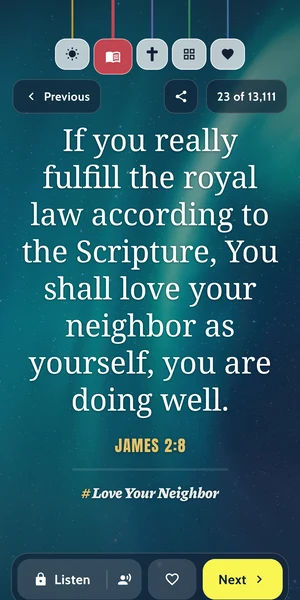 Previous
23 of 13,111
If you really
fulfill the royal
law according to
the Scripture, You
shall love your
neighbor as
yourself, you are
doing well.
JAMES 2:8
#Love Your Neighbor
Listen
Next